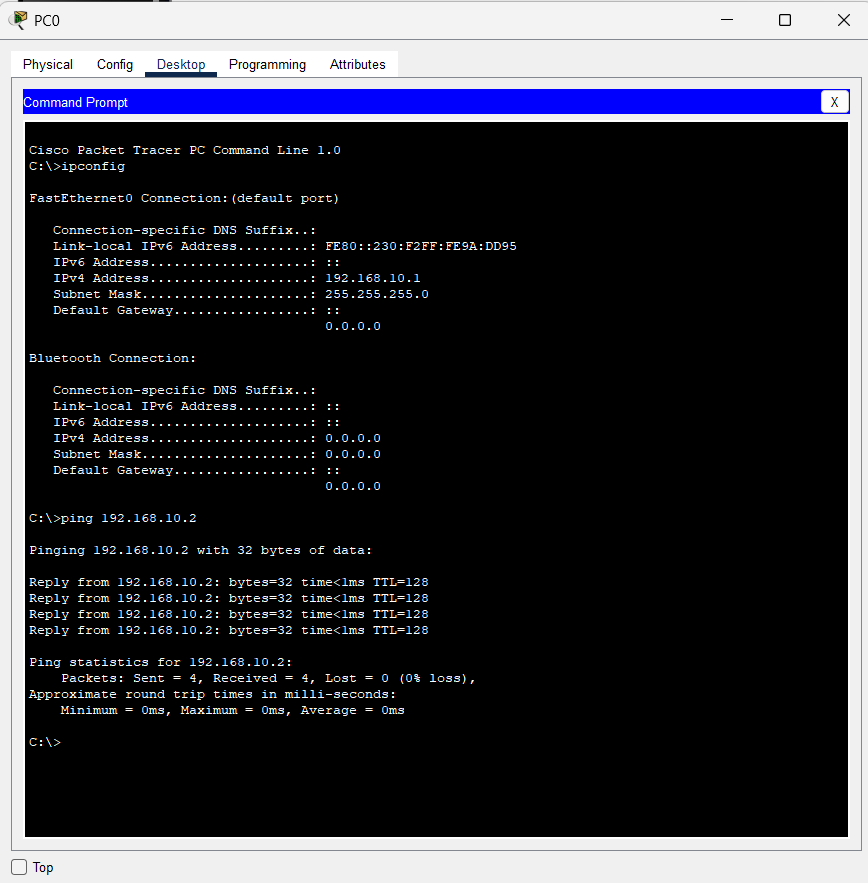 PC0
Physical Config Desktop Programming Attributes
Command Prompt X
Cisco Packet Tracer PC Command Line 1.0
C:\>ipconfig
FastEthernet0 Connection:(default port)
Connection-specific DNS Suffix..:
Link-local IPv6 Address.........: FE80::230:F2FF:FE9A:DD95
IPv6 Address....................: ::
IPv4 Address....................: 192.168.10.1
Subnet Mask.....................: 255.255.255.0
Default Gateway.................: ::
0.0.0.0
Bluetooth Connection:
Connection-specific DNS Suffix..:
Link-local IPv6 Address.........: ::
IPv6 Address....................: ::
IPv4 Address....................: 0.0.0.0
Subnet Mask.....................: 0.0.0.0
Default Gateway.................: ::
0.0.0.0
C:\>ping 192.168.10.2
Pinging 192.168.10.2 with 32 bytes of data:
Reply from 192.168.10.2: bytes=32 time<1ms TTL=128
Reply from 192.168.10.2: bytes=32 time<1ms TTL=128
Reply from 192.168.10.2: bytes=32 time<1ms TTL=128
Reply from 192.168.10.2: bytes=32 time<1ms TTL=128
Ping statistics for 192.168.10.2:
Packets: Sent = 4, Received = 4, Lost = 0 (0% loss),
Approximate round trip times in milli-seconds:
Minimum = 0ms, Maximum = 0ms, Average = 0ms
C:\>
Top